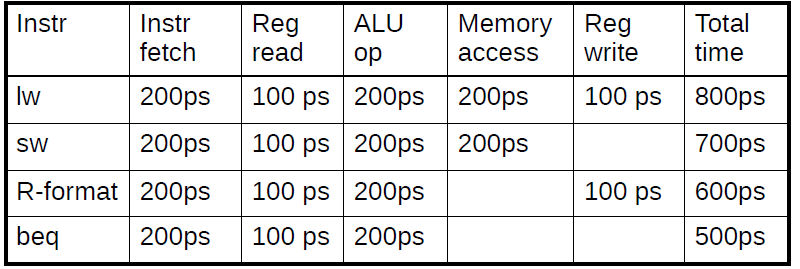 Instr Instr fetch Reg read ALU op Memory access Reg write Total time
lw 200ps 100 ps 200ps 200ps 100 ps 800ps
sw 200ps 100 ps 200ps 200ps 700ps
R-format 200ps 100 ps 200ps 100 ps 600ps
beq 200ps 100 ps 200ps 500ps